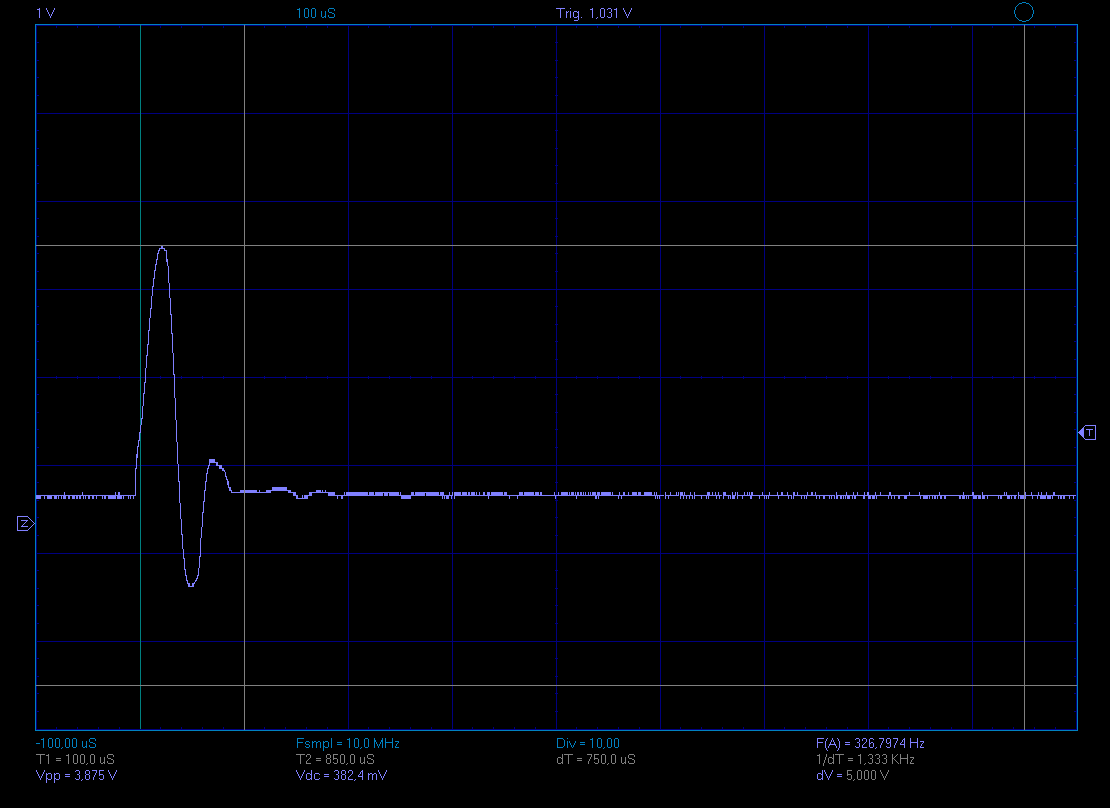 1 V 100 uS Trig. 1,031 V
T
Z
-100,00 uS Fsmpl = 10,0 MHz Div = 10,00 F(A) = 326,7974 Hz
T1 = 100,0 uS T2 = 850,0 uS dT = 750,0 uS 1/dT = 1,333 KHz
Vpp = 3,875 V Vdc = 382,4 mV dV = 5,000 V